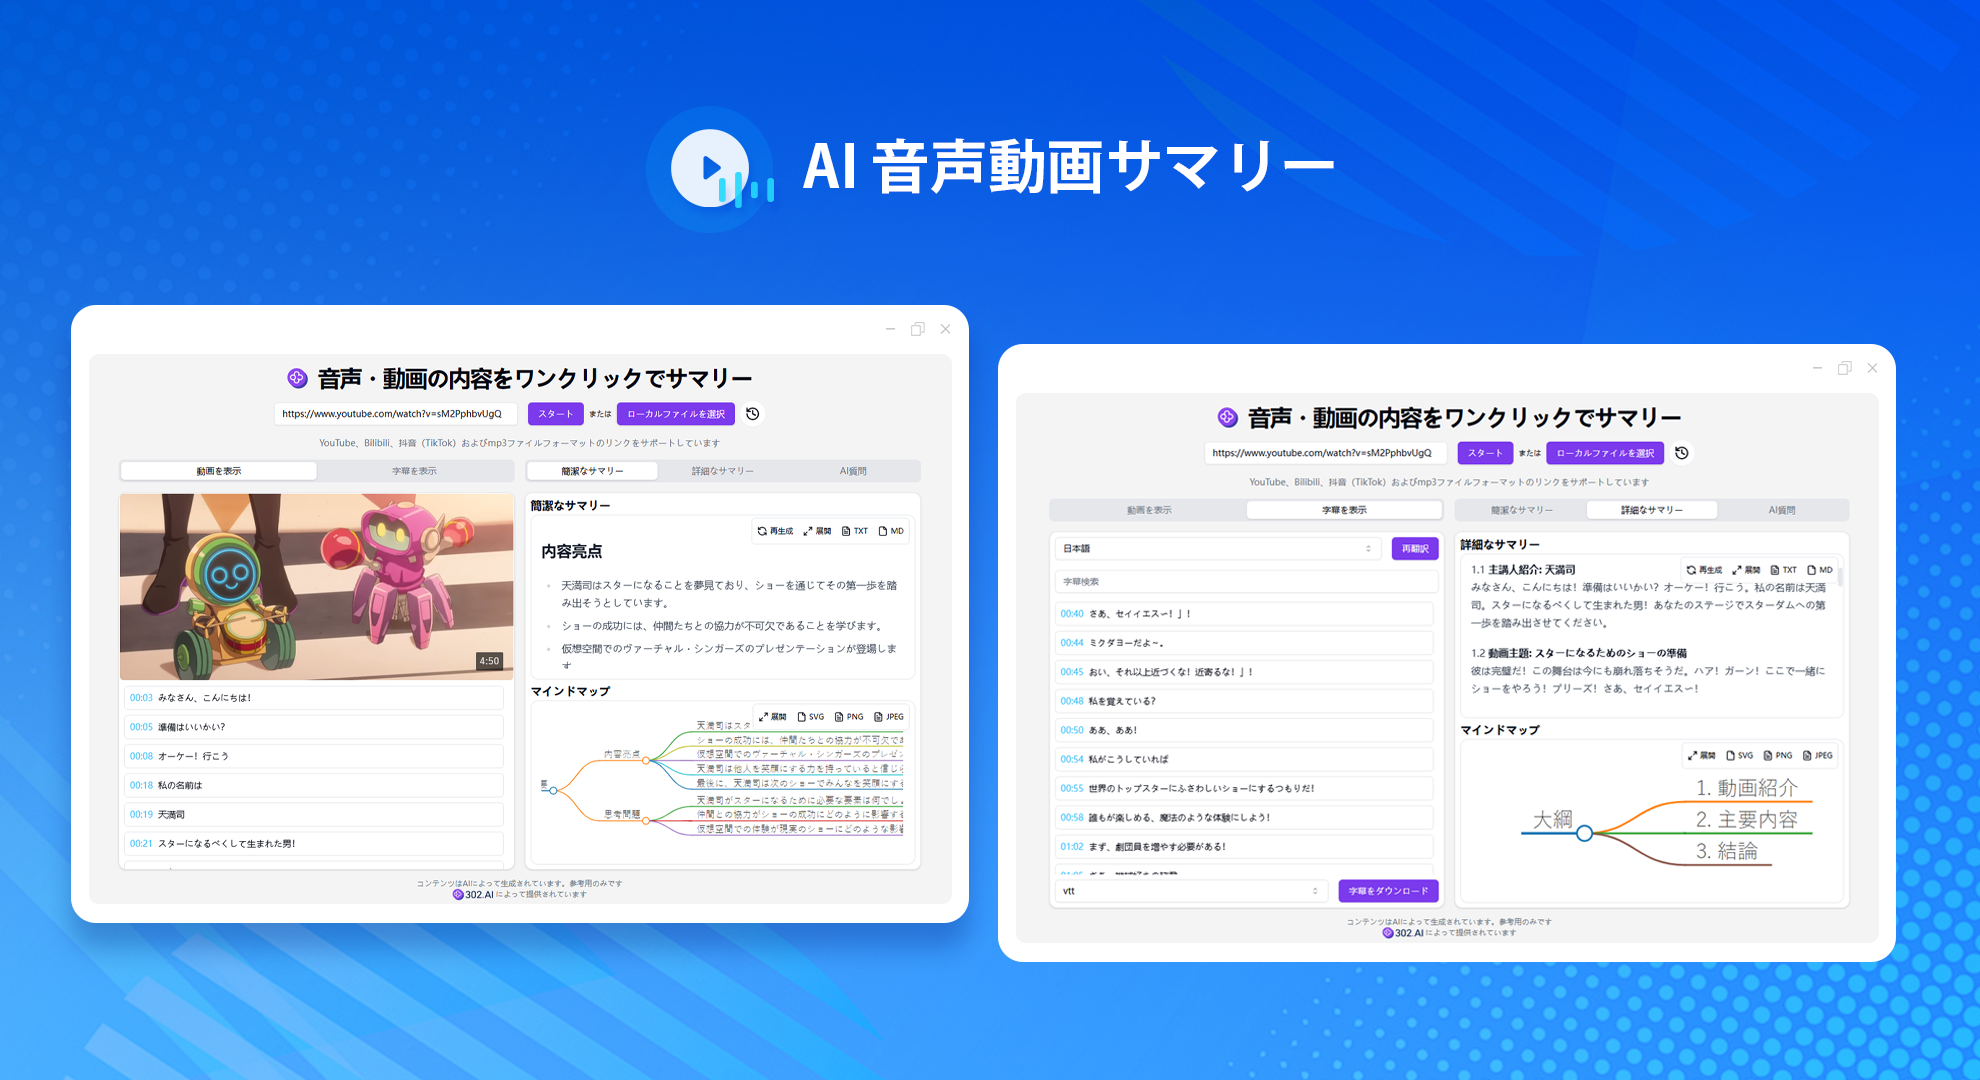 AI 音声動画サマリー
音声・動画の内容をワンクリックでサマリー
https://www.youtube.com/watch?v=sM2PphbvUgQ
スタート
または
ローカルファイルを選択
YouTube、Bilibili、抖音（TikTok）およびmp3ファイルフォーマットのリンクをサポートしています
動画を表示
字幕を表示
簡潔なサマリー
詳細なサマリー
AI質問
4:50
00:03 みなさん、こんにちは！
00:05 準備はいいかい？
00:08 オーケー！行こう
00:18 私の名前は
00:19 天満司
00:21 スターになるべくして生まれた男！
簡潔なサマリー
再生成
展開
TXT
MD
内容亮点
天満司はスターになることを夢見ており、ショーを通じてその第一歩を踏
み出そうとしています。
ショーの成功には、仲間たちとの協力が不可欠であることを学びます。
仮想空間でのヴァーチャル・シンガーズのプレゼンテーションが登場しま
す
マインドマップ
展開
SVG
PNG
JPEG
内容亮点
天満司はスタ
ショーの成功には、仲間たちとの協力が不可欠であ
仮想空間でのヴァーチャル・シンガーズのプレゼン
天満司は他人を笑顔にする力を持っていると信じら
最後に、天満司は次のショーでみんなを笑顔にする
思考問題
天満司がスターになるために必要な要素は何でしょ
仲間との協力がショーの成功にどのように影響する
仮想空間での体験が現実のショーにどのような影響
コンテンツはAIによって生成されています。参考用のみです
302.AI によって提供されています
音声・動画の内容をワンクリックでサマリー
https://www.youtube.com/watch?v=sM2PphbvUgQ
スタート
または
ローカルファイルを選択
YouTube、Bilibili、抖音（TikTok）およびmp3ファイルフォーマットのリンクをサポートしています
動画を表示
字幕を表示
簡潔なサマリー
詳細なサマリー
AI質問
日本語
再翻訳
字幕検索
00:40 さあ、セイイエス〜！」！
00:44 ミクダヨーだよ~。
00:45 おい、それ以上近づくな！近寄るな！」！
00:48 私を覚えている？
00:50 ああ、ああ！
00:54 私がこうしていれば
00:55 世界のトップスターにふさわしいショーにするつもりだ！
00:58 誰もが楽しめる、魔法のような体験にしよう！
01:02 まず、劇団員を増やす必要がある！
vtt
字幕をダウンロード
詳細なサマリー
再生成
展開
TXT
MD
1.1 主講人紹介: 天満司
みなさん、こんにちは！準備はいいかい？オーケー！行こう。私の名前は天満
司。スターになるべくして生まれた男！あなたのステージでスターダムへの第
一歩を踏み出させてください。
1.2 動画主題: スターになるためのショーの準備
彼は完璧だ！この舞台は今にも崩れ落ちそうだ。ハア！ガーン！ここで一緒に
ショーをやろう！プリーズ！さあ、セイイエス〜！
マインドマップ
展開
SVG
PNG
JPEG
大綱
1. 動画紹介
2. 主要内容
3. 結論
コンテンツはAIによって生成されています。参考用のみです
302.AI によって提供されています